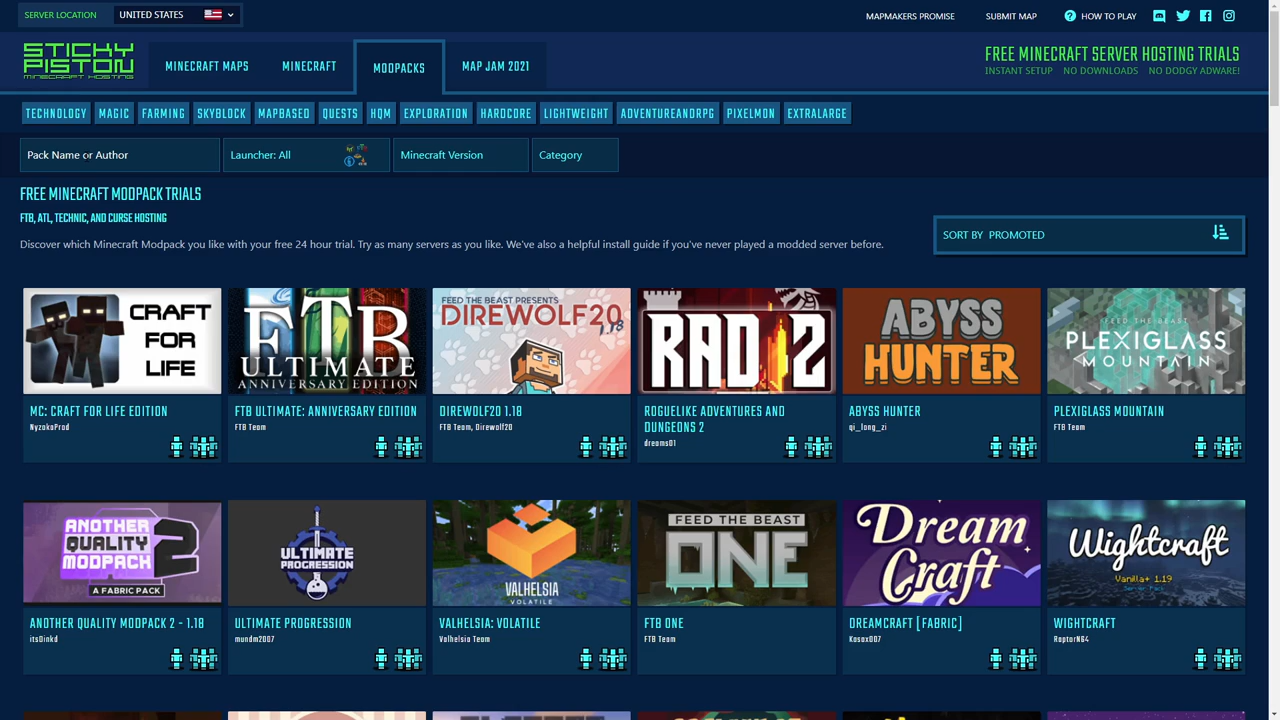 SERVER LOCATION
UNITED STATES
MAPMAKERS PROMISE
SUBMIT MAP
HOW TO PLAY
STICKY
PISTON
MINECRAFT HOSTING
MINECRAFT MAPS
MINECRAFT
MODPACKS
MAP JAM 2021
FREE MINECRAFT SERVER HOSTING TRIALS
INSTANT SETUP NO DOWNLOADS NO DODGY ADWARE!
TECHNOLOGY
MAGIC
FARMING
SKYBLOCK
MAPBASED
QUESTS
HQM
EXPLORATION
HARDCORE
LIGHTWEIGHT
ADVENTUREANDRPG
PIXELMON
EXTRALARGE
Pack Name or Author
Launcher: All
Minecraft Version
Category
FREE MINECRAFT MODPACK TRIALS
FTB, ATL, TECHNIC, AND CURSE HOSTING
Discover which Minecraft Modpack you like with your free 24 hour trial. Try as many servers as you like. We've also a helpful install guide if you've never played a modded server before.
SORT BY PROMOTED
CRAFT
FOR
LIFE
MC: CRAFT FOR LIFE EDITION
NyzokoProd
FTB
ULTIMATE
ANNIVERSARY EDITION
FTB ULTIMATE: ANNIVERSARY EDITION
FTB Team
FEED THE BEAST PRESENTS
DIREWOLF20
1.18
DIREWOLF20 1.18
FTB Team, Direwolf20
RAD 2
ROGUELIKE ADVENTURES AND
DUNGEONS 2
dreams01
ABYSS
HUNTER
ABYSS HUNTER
qi_long_zi
FEED THE BEAST
PLEXIGLASS
MOUNTAIN
PLEXIGLASS MOUNTAIN
FTB Team
ANOTHER
QUALITY
MODPACK
2
A FABRIC PACK
ANOTHER QUALITY MODPACK 2 - 1.18
itsDinkd
ULTIMATE
PROGRESSION
ULTIMATE PROGRESSION
mundm2007
VALHELSIA
VOLATILE
VALHELSIA: VOLATILE
Valhelsia Team
FEED THE BEAST
ONE
FTB ONE
FTB Team
Dream
Craft
DREAMCRAFT [FABRIC]
Kasax007
Wightcraft
Vanilla+ 1.19
Server Pack
WIGHTCRAFT
RaptorN64